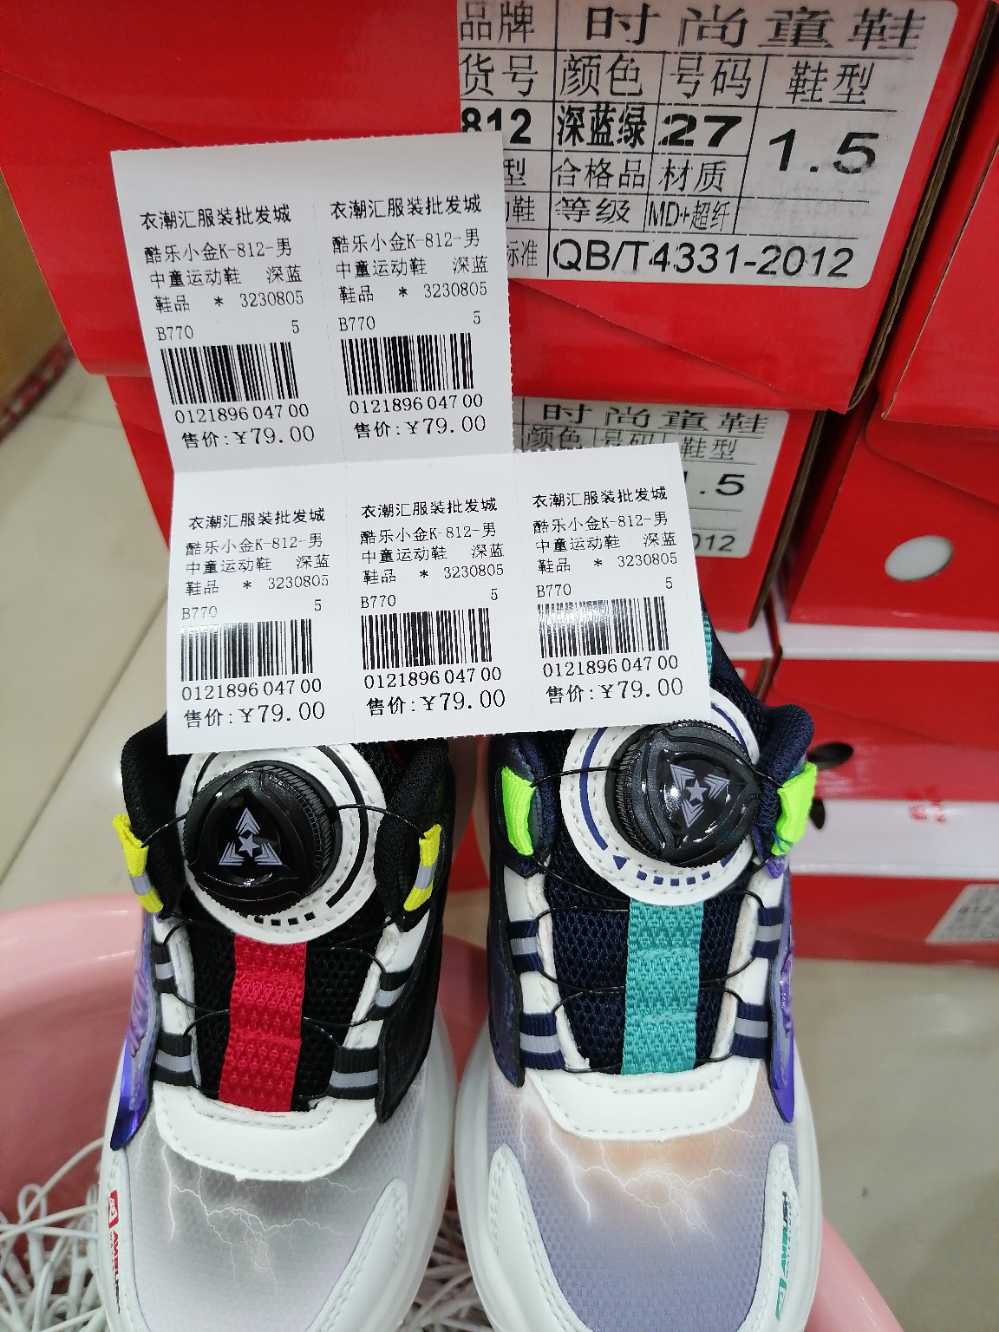 品牌 时尚童鞋
货号 颜色 号码 鞋型
812 深蓝绿 27 1.5
型 合格品 材质
鞋 等级 MD+超纤
标准 QB/T4331-2012
衣潮汇服装批发城
酷乐小金K-812-男
中童运动鞋 深蓝
鞋品 * 3230805
B770 5
0121896 047 00
售价:¥79.00
衣潮汇服装批发城
酷乐小金K-812-男
中童运动鞋 深蓝
鞋品 * 3230805
B770 5
0121896 047 00
售价:¥79.00
时尚童鞋
颜色 号码 鞋型
1.5
012
衣潮汇服装批发城
酷乐小金K-812-男
中童运动鞋 深蓝
鞋品 * 3230805
B770 5
0121896 047 00
售价:¥79.00
衣潮汇服装批发城
酷乐小金K-812-男
中童运动鞋 深蓝
鞋品 * 3230805
B770 5
0121896 047 00
售价:¥79.00
衣潮汇服装批发城
酷乐小金K-812-男
中童运动鞋 深蓝
鞋品 * 3230805
B770 5
0121896 047 00
售价:¥79.00
812